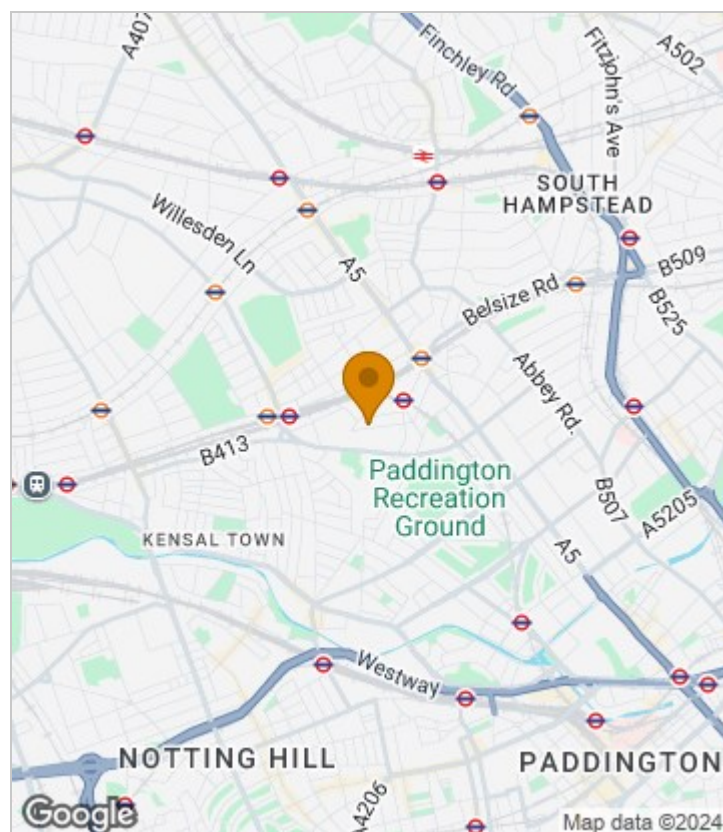 A407
Finchley Rd
Fitzjohn's Ave
A502
SOUTH
HAMPSTEAD
Willesden Ln
A5
B509
Belsize Rd
B525
Abbey Rd.
B413
Paddington
Recreation
Ground
B507
A5205
KENSAL TOWN
A5
Westway
NOTTING HILL
PADDINGTON
A206
Google
Map data ©2024